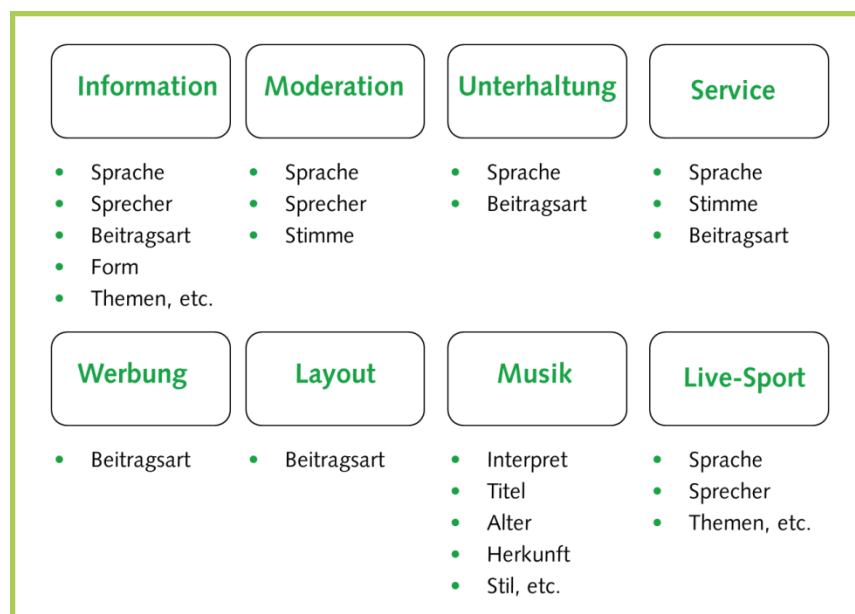 Information
• Sprache
• Sprecher
• Beitragsart
• Form
• Themen, etc.
Moderation
• Sprache
• Sprecher
• Stimme
Unterhaltung
• Sprache
• Beitragsart
Service
• Sprache
• Stimme
• Beitragsart
Werbung
• Beitragsart
Layout
• Beitragsart
Musik
• Interpret
• Titel
• Alter
• Herkunft
• Stil, etc.
Live-Sport
• Sprache
• Sprecher
• Themen, etc.